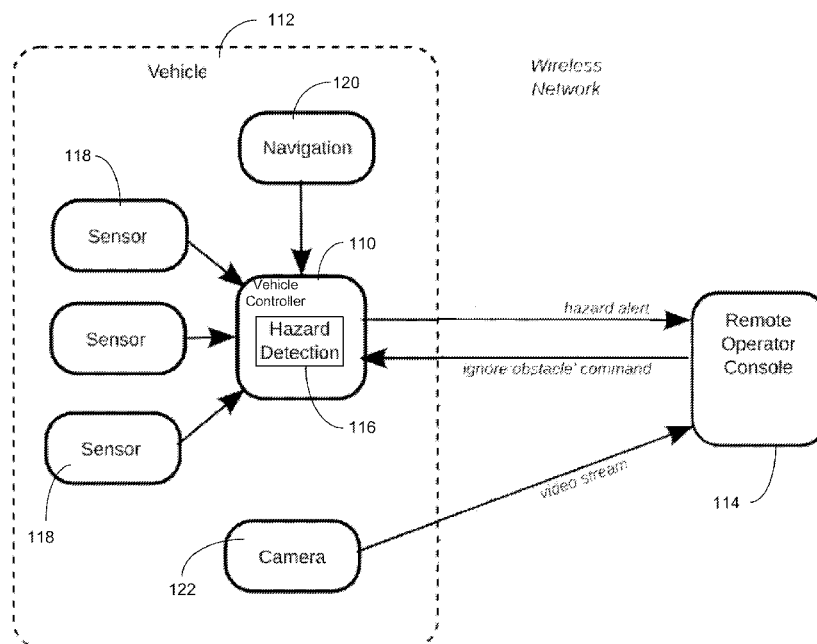 112
Vehicle
Wireless
Network
120
Navigation
118
Sensor
110
Vehicle
Controller
Hazard
Detection
hazard alert
Remote
Operator
Console
Sensor
'ignore obstacle' command
116
Sensor
video stream
114
118
Camera
122